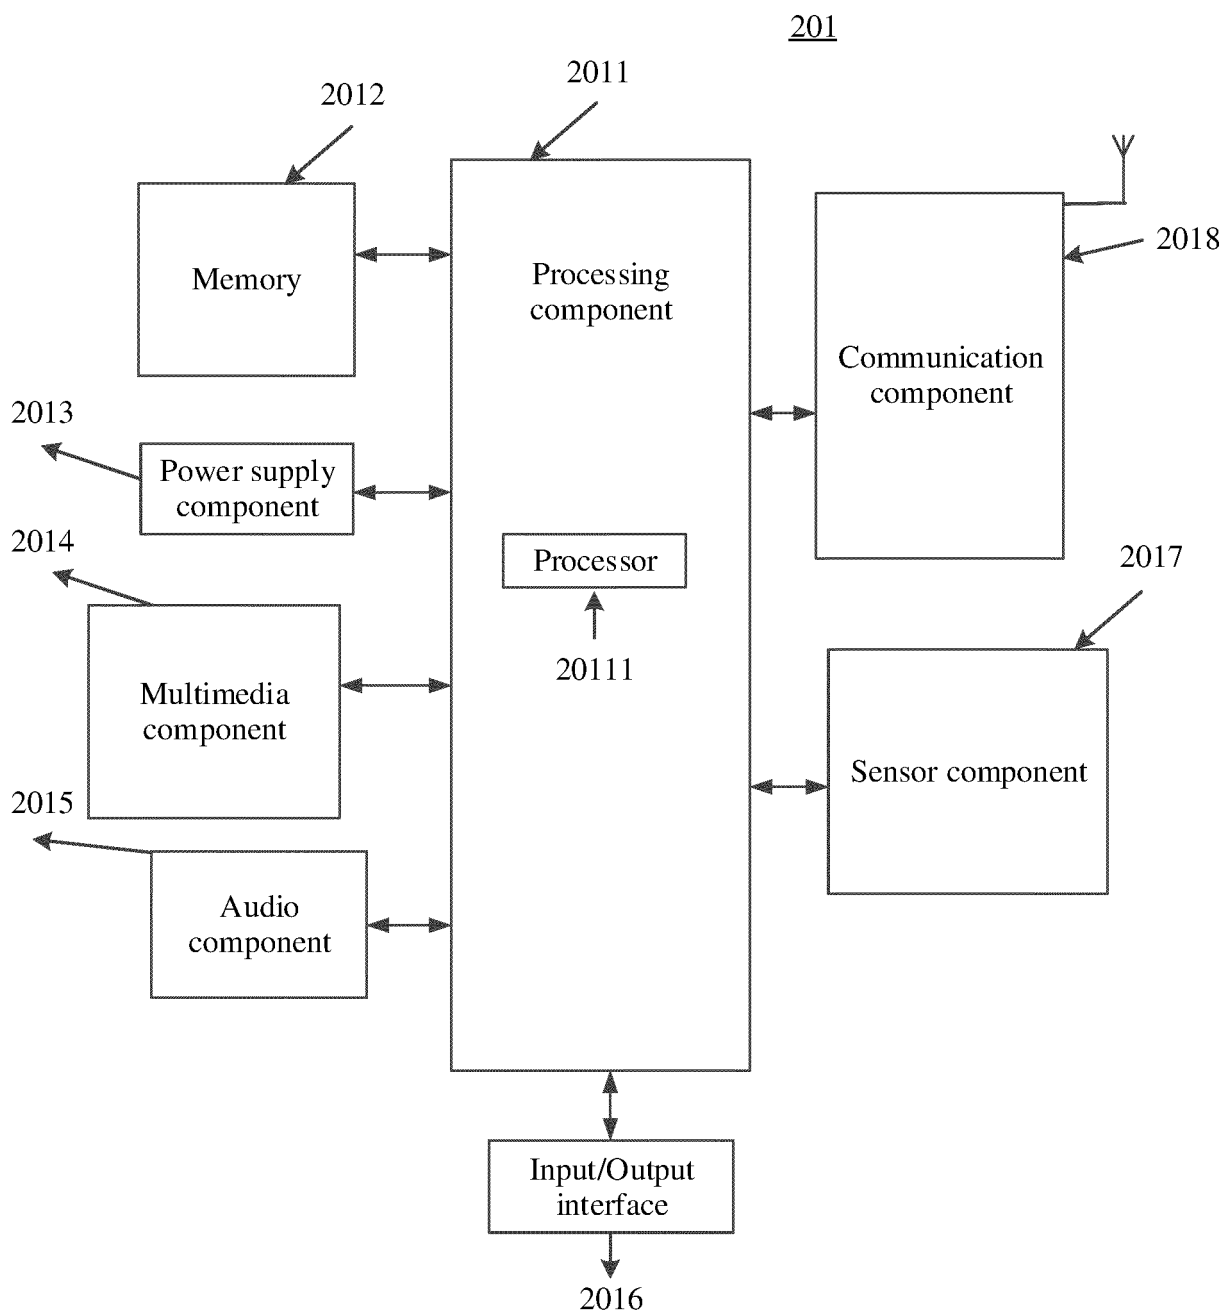 201
2011
2012
Memory
Processing
component
2018
Communication
component
2013
Power supply
component
2014
Processor
20111
2017
Multimedia
component
Sensor component
2015
Audio
component
Input/Output
interface
2016